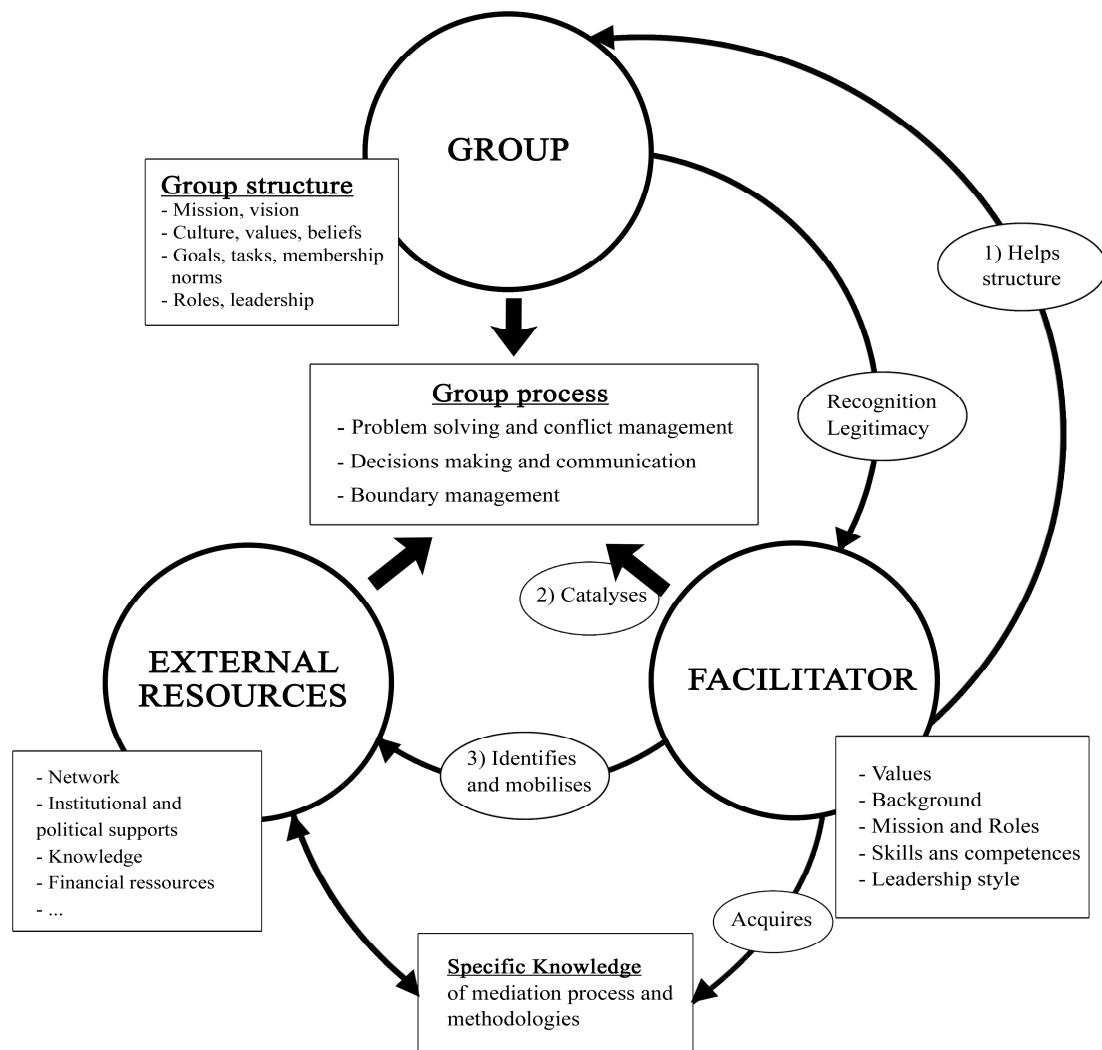 GROUP
Group structure
- Mission, vision
- Culture, values, beliefs
- Goals, tasks, membership
norms
- Roles, leadership
1) Helps
structure
Group process
- Problem solving and conflict management
- Decisions making and communication
- Boundary management
Recognition
Legitimacy
2) Catalyses
EXTERNAL
RESOURCES
FACILITATOR
3) Identifies
and mobilises
- Network
- Institutional and
political supports
- Knowledge
- Financial ressources
- ...
- Values
- Background
- Mission and Roles
- Skills ans competences
- Leadership style
Acquires
Specific Knowledge
of mediation process and
methodologies